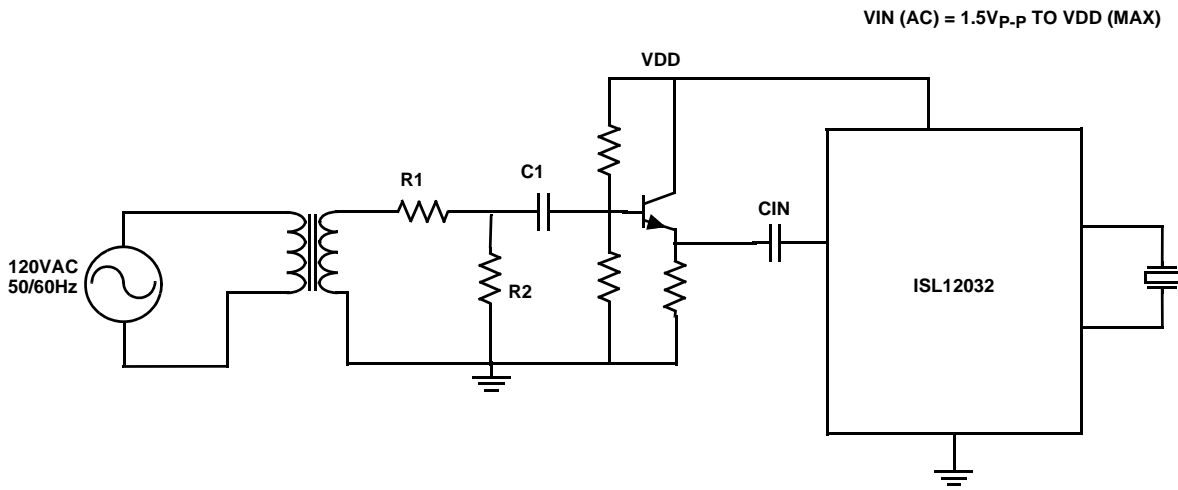 VIN (AC) = 1.5VP-P TO VDD (MAX)
VDD
R1
C1
CIN
120VAC
50/60Hz
R2
ISL12032